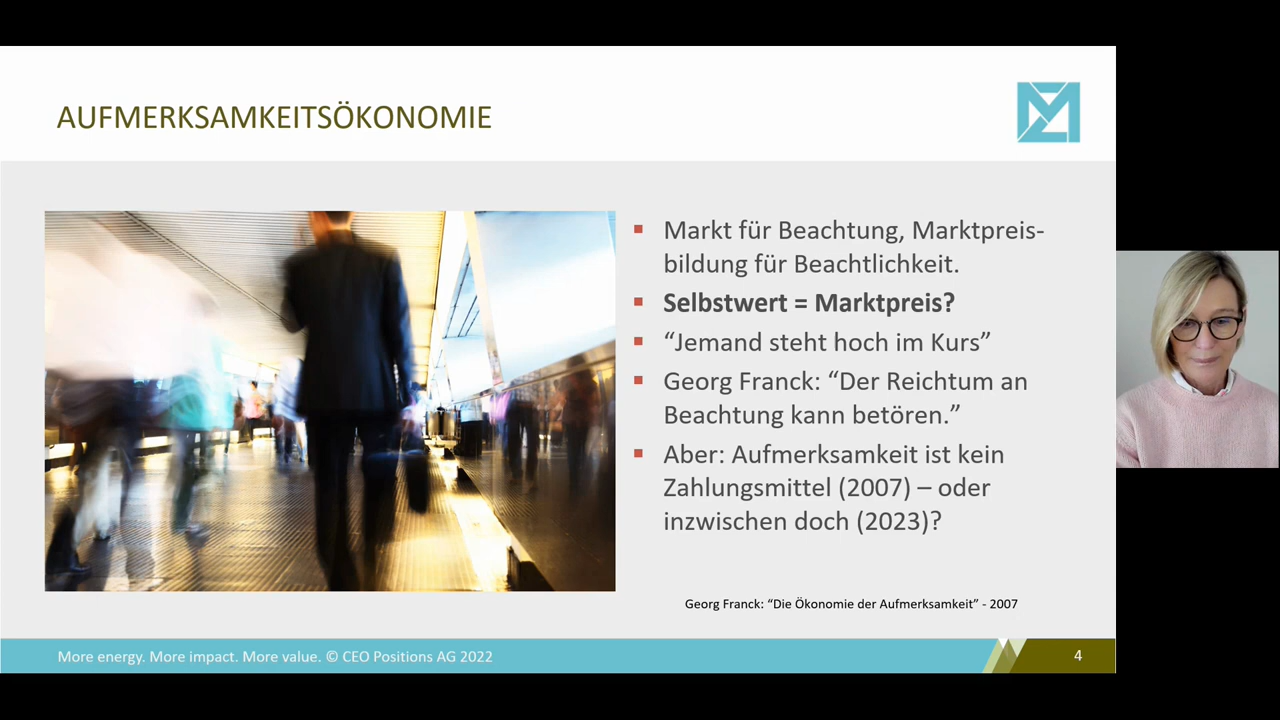 AUFMERKSAMKEITSÖKONOMIE
▪ Markt für Beachtung, Marktpreis-
bildung für Beachtlichkeit.
▪ Selbstwert = Marktpreis?
▪ “Jemand steht hoch im Kurs”
▪ Georg Franck: “Der Reichtum an
Beachtung kann betören.”
▪ Aber: Aufmerksamkeit ist kein
Zahlungsmittel (2007) – oder
inzwischen doch (2023)?
Georg Franck: “Die Ökonomie der Aufmerksamkeit” - 2007
More energy. More impact. More value. © CEO Positions AG 2022
4